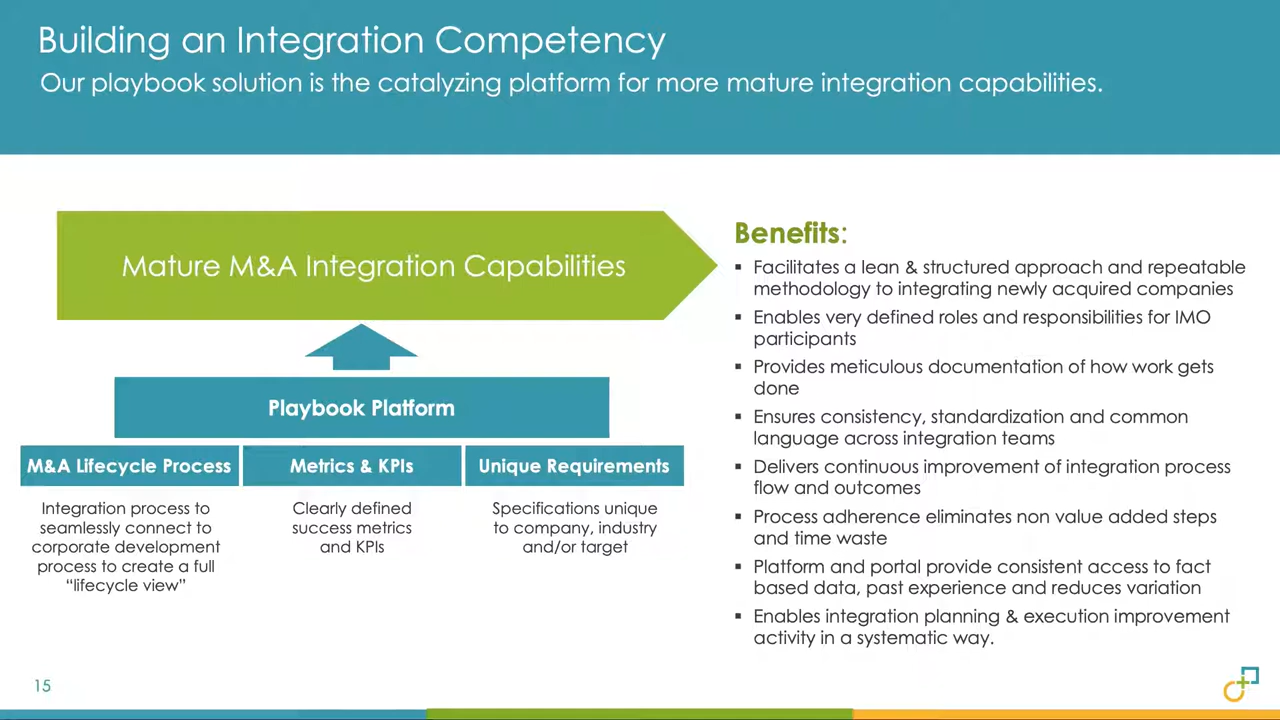 Building an Integration Competency
Our playbook solution is the catalyzing platform for more mature integration capabilities.
Mature M&A Integration Capabilities
Playbook Platform
M&A Lifecycle Process
Integration process to
seamlessly connect to
corporate development
process to create a full
“lifecycle view”
Metrics & KPIs
Clearly defined
success metrics
and KPIs
Unique Requirements
Specifications unique
to company, industry
and/or target
Benefits:
▪ Facilitates a lean & structured approach and repeatable
methodology to integrating newly acquired companies
▪ Enables very defined roles and responsibilities for IMO
participants
▪ Provides meticulous documentation of how work gets
done
▪ Ensures consistency, standardization and common
language across integration teams
▪ Delivers continuous improvement of integration process
flow and outcomes
▪ Process adherence eliminates non value added steps
and time waste
▪ Platform and portal provide consistent access to fact
based data, past experience and reduces variation
▪ Enables integration planning & execution improvement
activity in a systematic way.
15